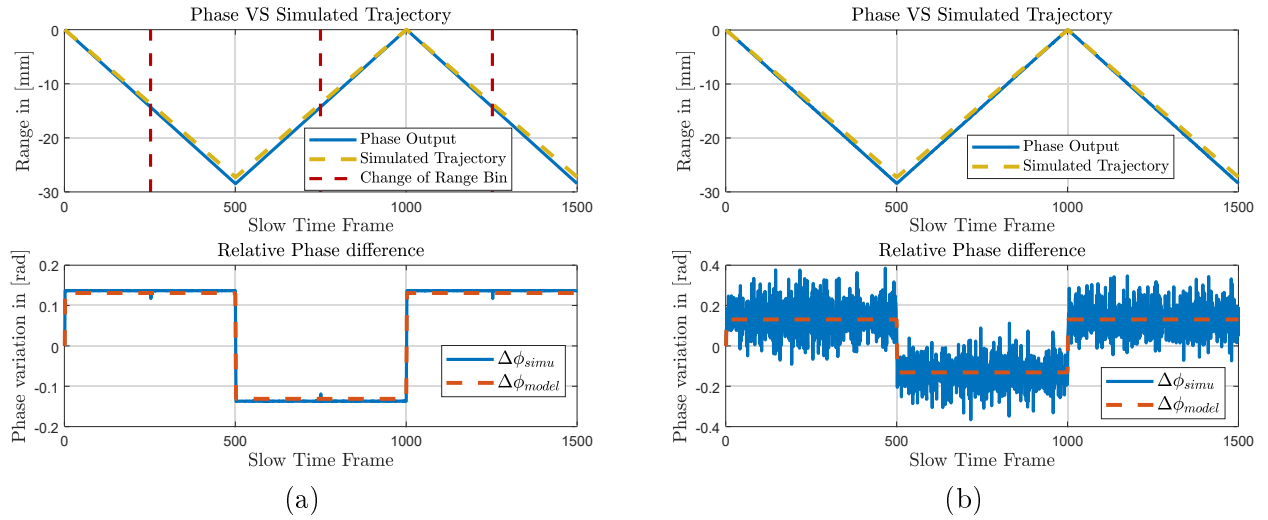 Phase VS Simulated Trajectory
Range in [mm]
0
-10
-20
-30
Phase Output
Simulated Trajectory
Change of Range Bin
0
500
1000
1500
Slow Time Frame
Relative Phase difference
Phase variation in [rad]
0.2
0.1
0
-0.1
-0.2
Δϕsimu
Δϕmodel
0
500
1000
1500
Slow Time Frame
(a)
Phase VS Simulated Trajectory
Range in [mm]
0
-10
-20
-30
Phase Output
Simulated Trajectory
0
500
1000
1500
Slow Time Frame
Relative Phase difference
Phase variation in [rad]
0.4
0.2
0
-0.2
-0.4
Δϕsimu
Δϕmodel
0
500
1000
1500
Slow Time Frame
(b)